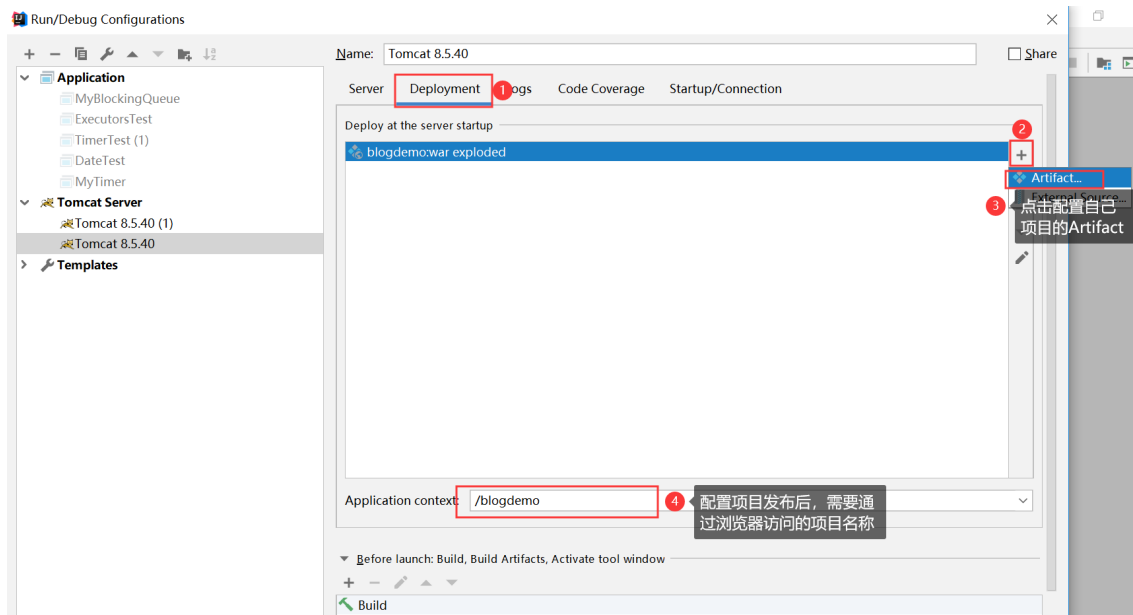 Run/Debug Configurations
Name: Tomcat 8.5.40
Share
Application
MyBlockingQueue
ExecutorsTest
TimerTest (1)
DateTest
MyTimer
Tomcat Server
Tomcat 8.5.40 (1)
Tomcat 8.5.40
Templates
Server Deployment 1 ogs Code Coverage Startup/Connection
Deploy at the server startup
2
blogdemo:war exploded
Artifact...
External Source...
3 点击配置自己
项目的Artifact
Application context: /blogdemo
4 配置项目发布后，需要通
过浏览器访问的项目名称
Before launch: Build, Build Artifacts, Activate tool window
Build